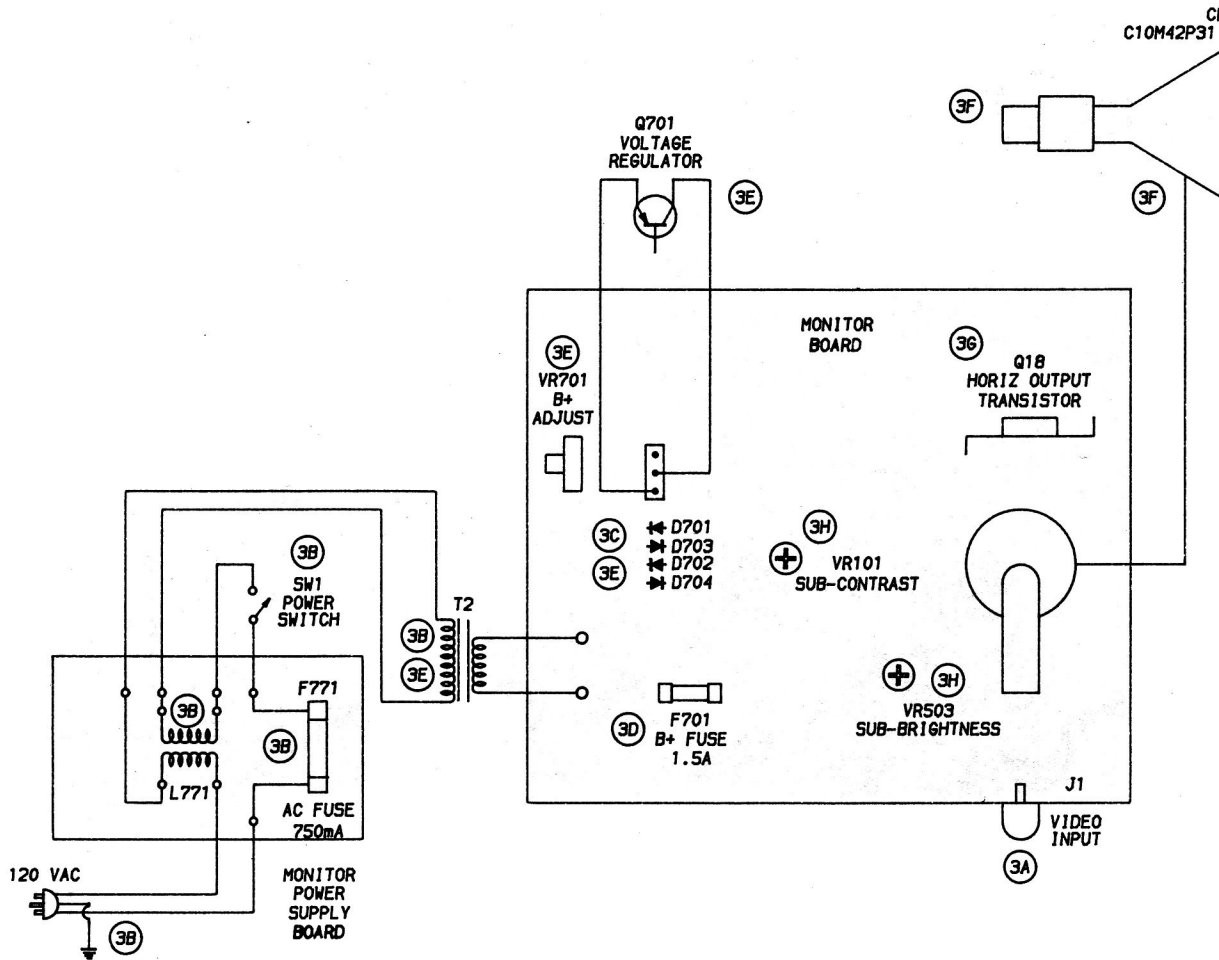 C10M42P31
3F
Q701
VOLTAGE
REGULATOR
3E
3F
MONITOR
BOARD
3E
VR701
B+
ADJUST
3G
Q18
HORIZ OUTPUT
TRANSISTOR
3C
3E
D701
D703
D702
D704
3H
VR101
SUB-CONTRAST
3B
SW1
POWER
SWITCH
T2
3B
3E
3B
F771
3B
L771
AC FUSE
750mA
3D
F701
B+ FUSE
1.5A
3H
VR503
SUB-BRIGHTNESS
J1
VIDEO
INPUT
3A
120 VAC
3B
MONITOR
POWER
SUPPLY
BOARD